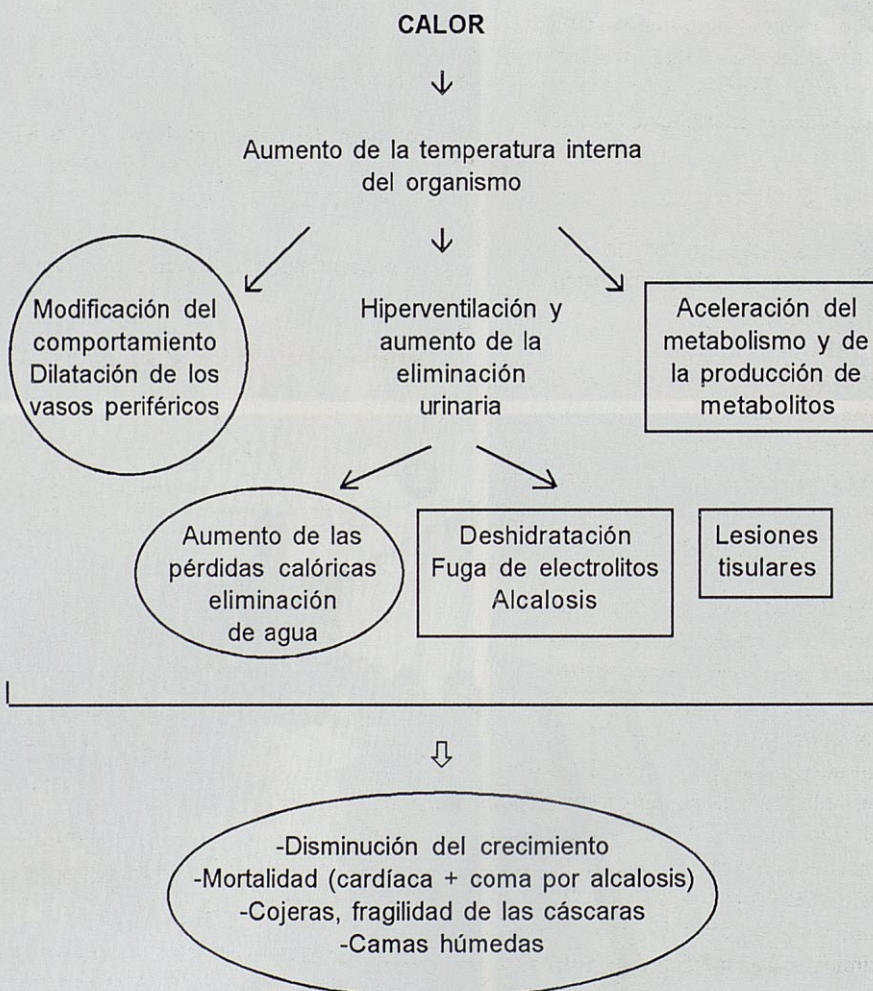 CALOR
Aumento de la temperatura interna
del organismo
Modificación del
comportamiento
Dilatación de los
vasos periféricos
Hiperventilación y
aumento de la
eliminación
urinaria
Aceleración del
metabolismo y de
la producción de
metabolitos
Aumento de las
pérdidas calóricas
eliminación
de agua
Deshidratación
Fuga de electrolitos
Alcalosis
Lesiones
tisulares
-Disminución del crecimiento
-Mortalidad (cardíaca + coma por alcalosis)
-Cojeras, fragilidad de las cáscaras
-Camas húmedas